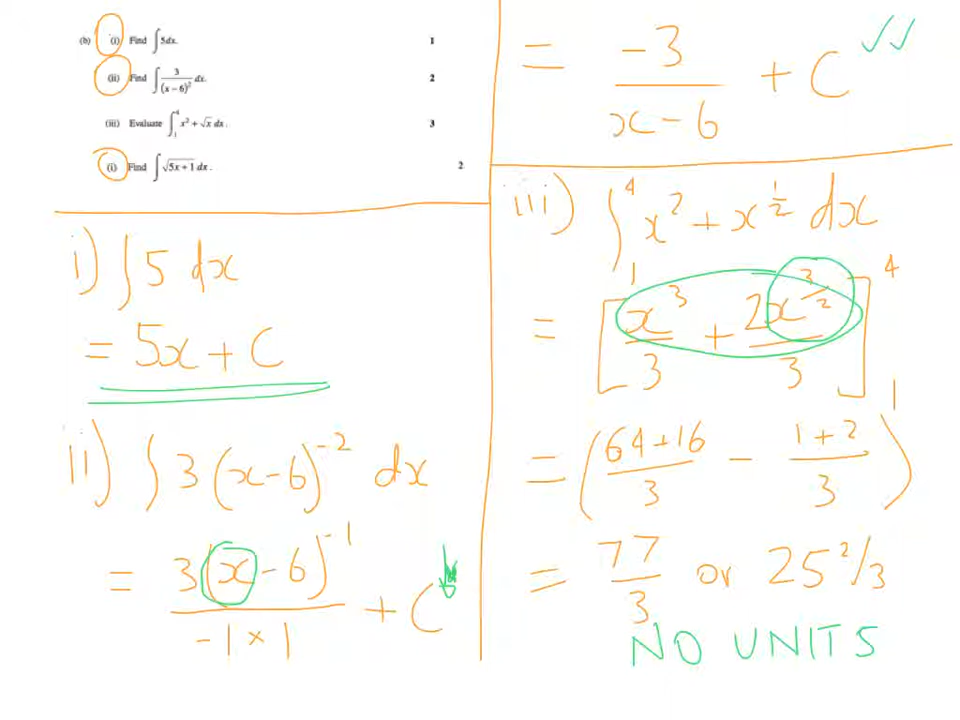 (b) (i) Find ∫5dx. 1
(ii) Find ∫ 3/(x − 6)² dx. 2
(iii) Evaluate ∫₁⁴ x² + √x dx. 3
(i) Find ∫ √(5x + 1) dx. 2
i) ∫ 5 dx
= 5x + C
ii) ∫ 3(x − 6)⁻² dx
= 3(x − 6)⁻¹/(−1 × 1) + C
= −3/(x − 6) + C ✓✓
iii) ∫₁⁴ x² + x^(1/2) dx
= [x³/3 + 2x^(3/2)/3]₁⁴
= ((64+16)/3 − (1+2)/3)
= 77/3 or 25 2/3
NO UNITS